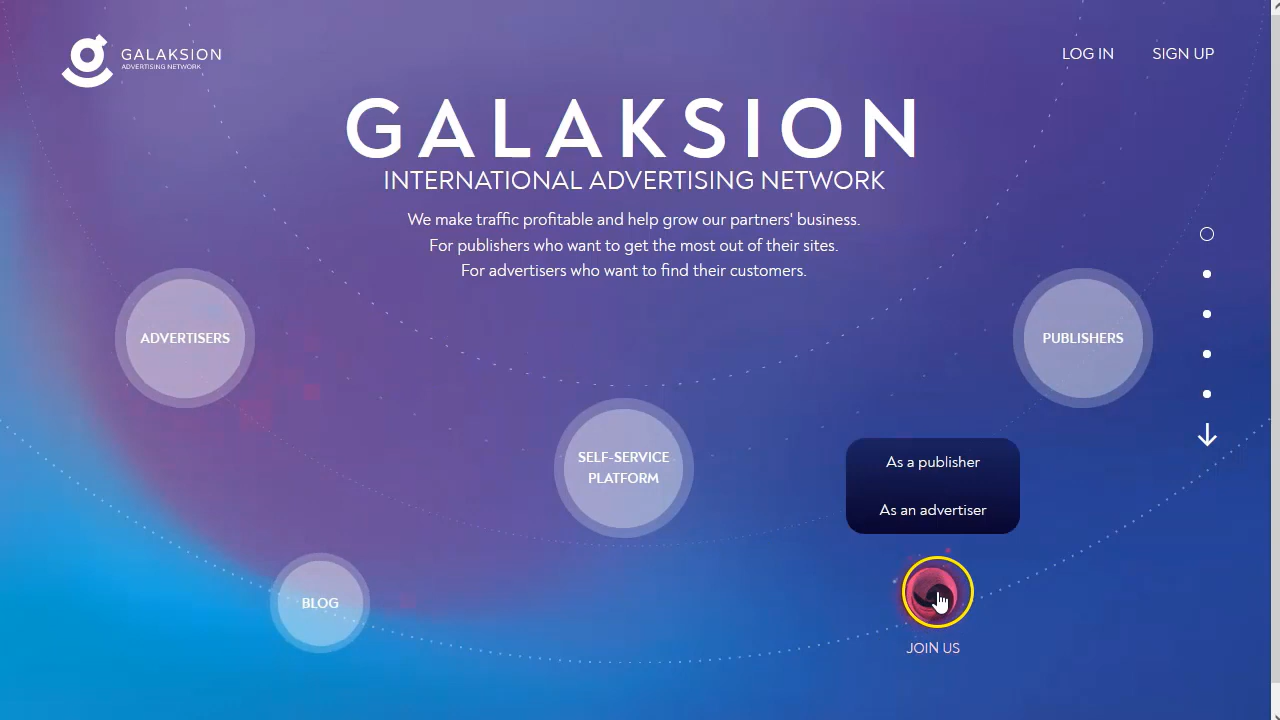 GALAKSION
ADVERTISING NETWORK
LOG IN
SIGN UP
GALAKSION
INTERNATIONAL ADVERTISING NETWORK
We make traffic profitable and help grow our partners' business.
For publishers who want to get the most out of their sites.
For advertisers who want to find their customers.
ADVERTISERS
PUBLISHERS
SELF-SERVICE
PLATFORM
As a publisher
As an advertiser
BLOG
JOIN US